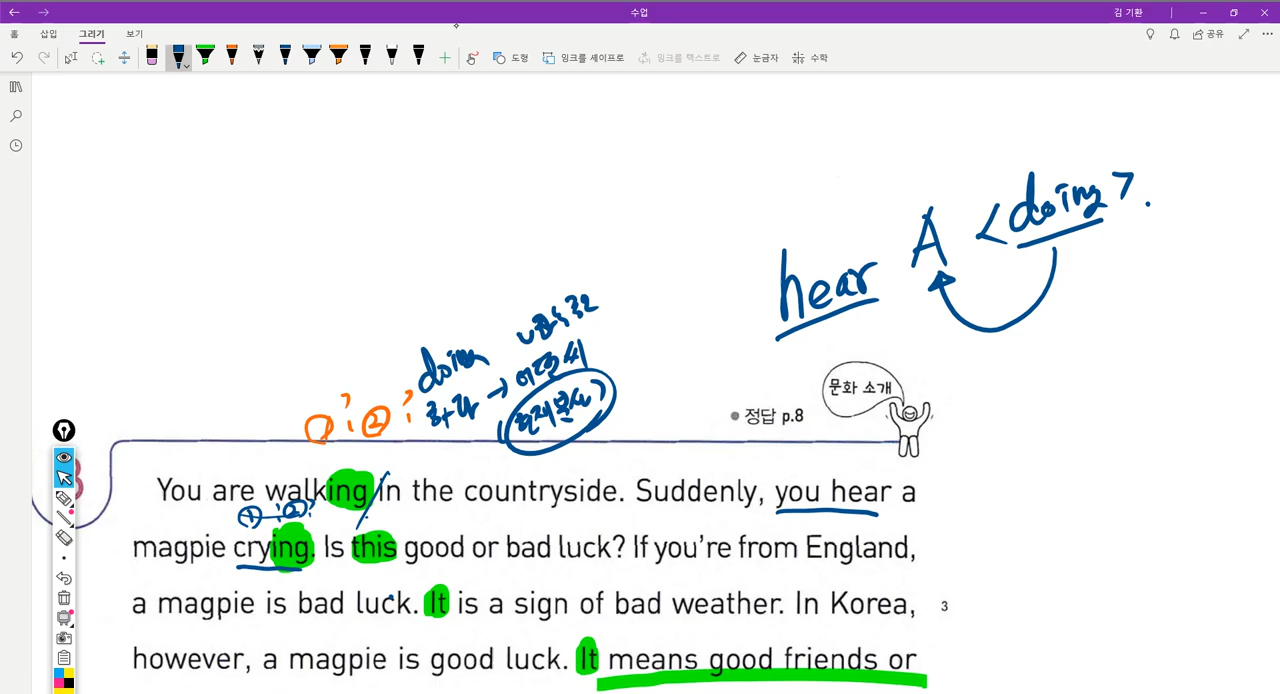 수업
김 기환
홈 삽입 그리기 보기
공유
도형 잉크를 셰이프로 잉크를 텍스트로 눈금자 수학
hear A <doing>.
doing
① ? ② ?
문화 소개
정답 p.8
You are walking in the countryside. Suddenly, you hear a
① ② ?
magpie crying. Is this good or bad luck? If you're from England,
a magpie is bad luck. It is a sign of bad weather. In Korea,
3
however, a magpie is good luck. It means good friends or